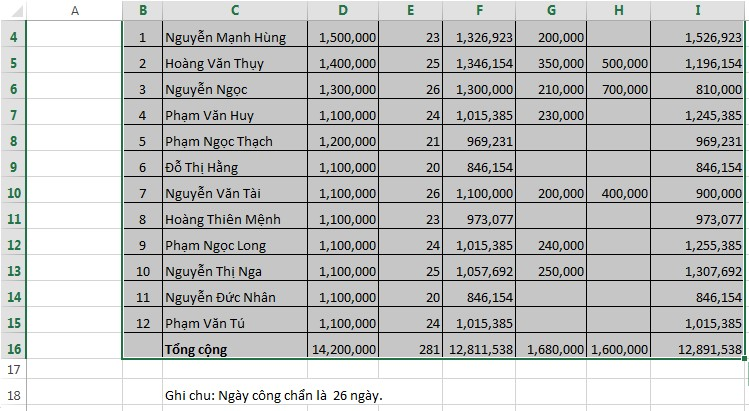 A B C D E F G H I
4 1 Nguyễn Mạnh Hùng 1,500,000 23 1,326,923 200,000 1,526,923
5 2 Hoàng Văn Thụy 1,400,000 25 1,346,154 350,000 500,000 1,196,154
6 3 Nguyễn Ngọc 1,300,000 26 1,300,000 210,000 700,000 810,000
7 4 Phạm Văn Huy 1,100,000 24 1,015,385 230,000 1,245,385
8 5 Phạm Ngọc Thạch 1,200,000 21 969,231 969,231
9 6 Đỗ Thị Hằng 1,100,000 20 846,154 846,154
10 7 Nguyễn Văn Tài 1,100,000 26 1,100,000 200,000 400,000 900,000
11 8 Hoàng Thiên Mệnh 1,100,000 23 973,077 973,077
12 9 Phạm Ngọc Long 1,100,000 24 1,015,385 240,000 1,255,385
13 10 Nguyễn Thị Nga 1,100,000 25 1,057,692 250,000 1,307,692
14 11 Nguyễn Đức Nhân 1,100,000 20 846,154 846,154
15 12 Phạm Văn Tú 1,100,000 24 1,015,385 1,015,385
16 Tổng cộng 14,200,000 281 12,811,538 1,680,000 1,600,000 12,891,538
17
18 Ghi chu: Ngày công chẩn là 26 ngày.